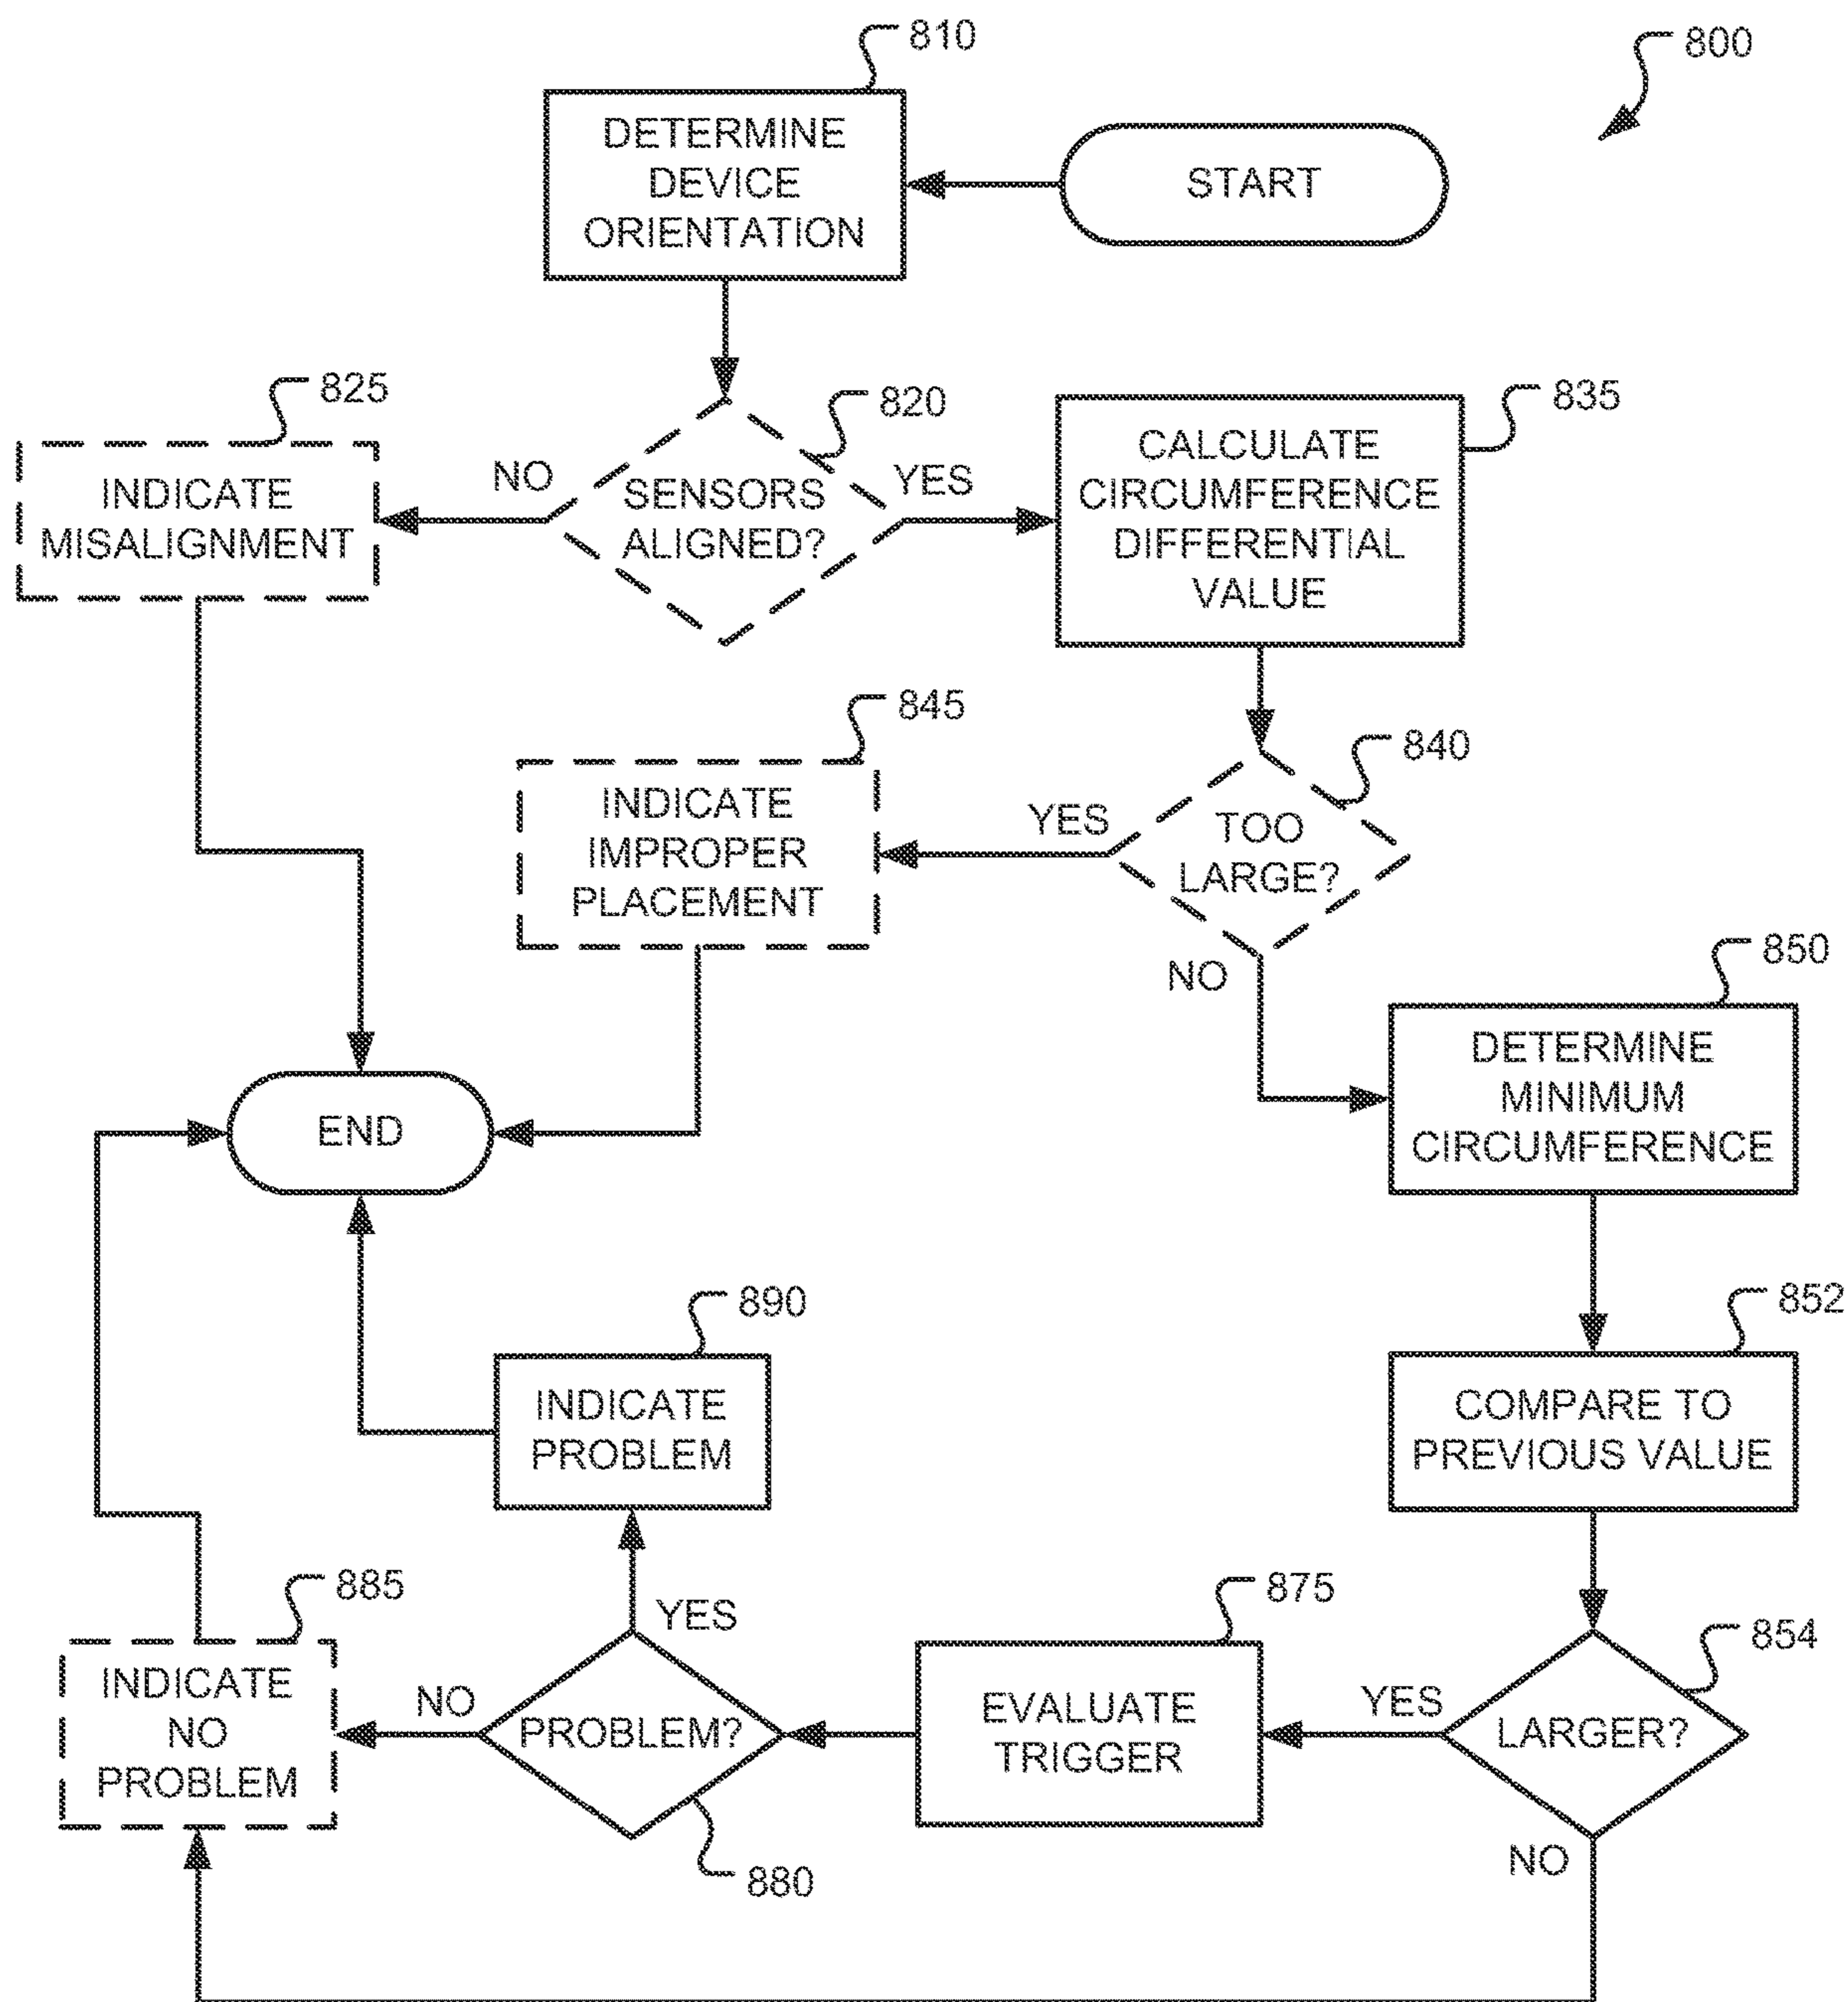 810
800
DETERMINE
DEVICE
ORIENTATION
START
825
820
835
INDICATE
MISALIGNMENT
NO
SENSORS
ALIGNED?
YES
CALCULATE
CIRCUMFERENCE
DIFFERENTIAL
VALUE
845
840
INDICATE
IMPROPER
PLACEMENT
YES
TOO
LARGE?
NO
850
DETERMINE
MINIMUM
CIRCUMFERENCE
END
890
852
INDICATE
PROBLEM
COMPARE TO
PREVIOUS VALUE
885
YES
875
854
INDICATE
NO
PROBLEM
NO
PROBLEM?
EVALUATE
TRIGGER
YES
LARGER?
880
NO